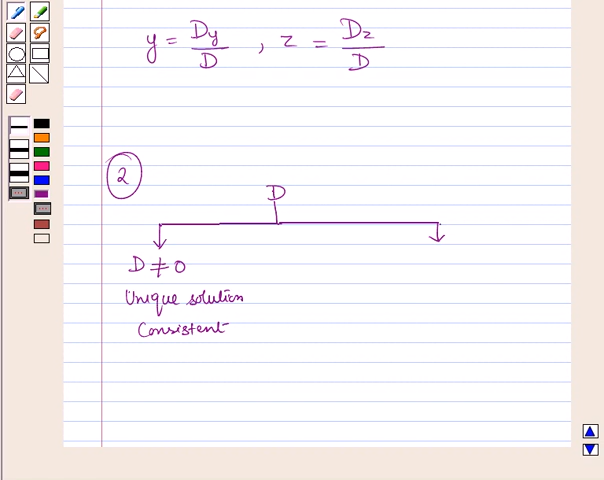 y = Dy/D , z = Dz/D
2
D
D ≠ 0
Unique solution
Consistent